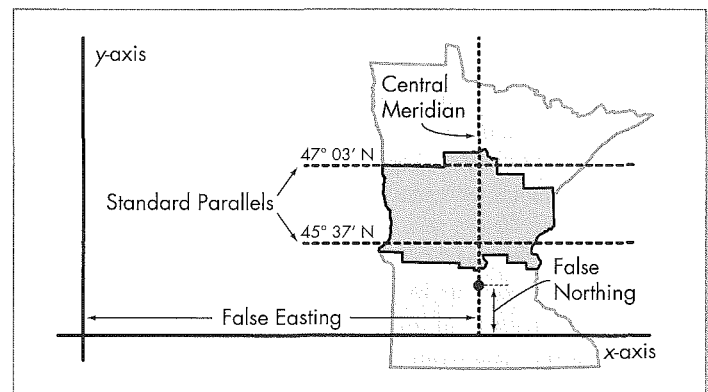 y-axis
Central
Meridian
47° 03' N
Standard Parallels
45° 37' N
False
Northing
False Easting
x-axis